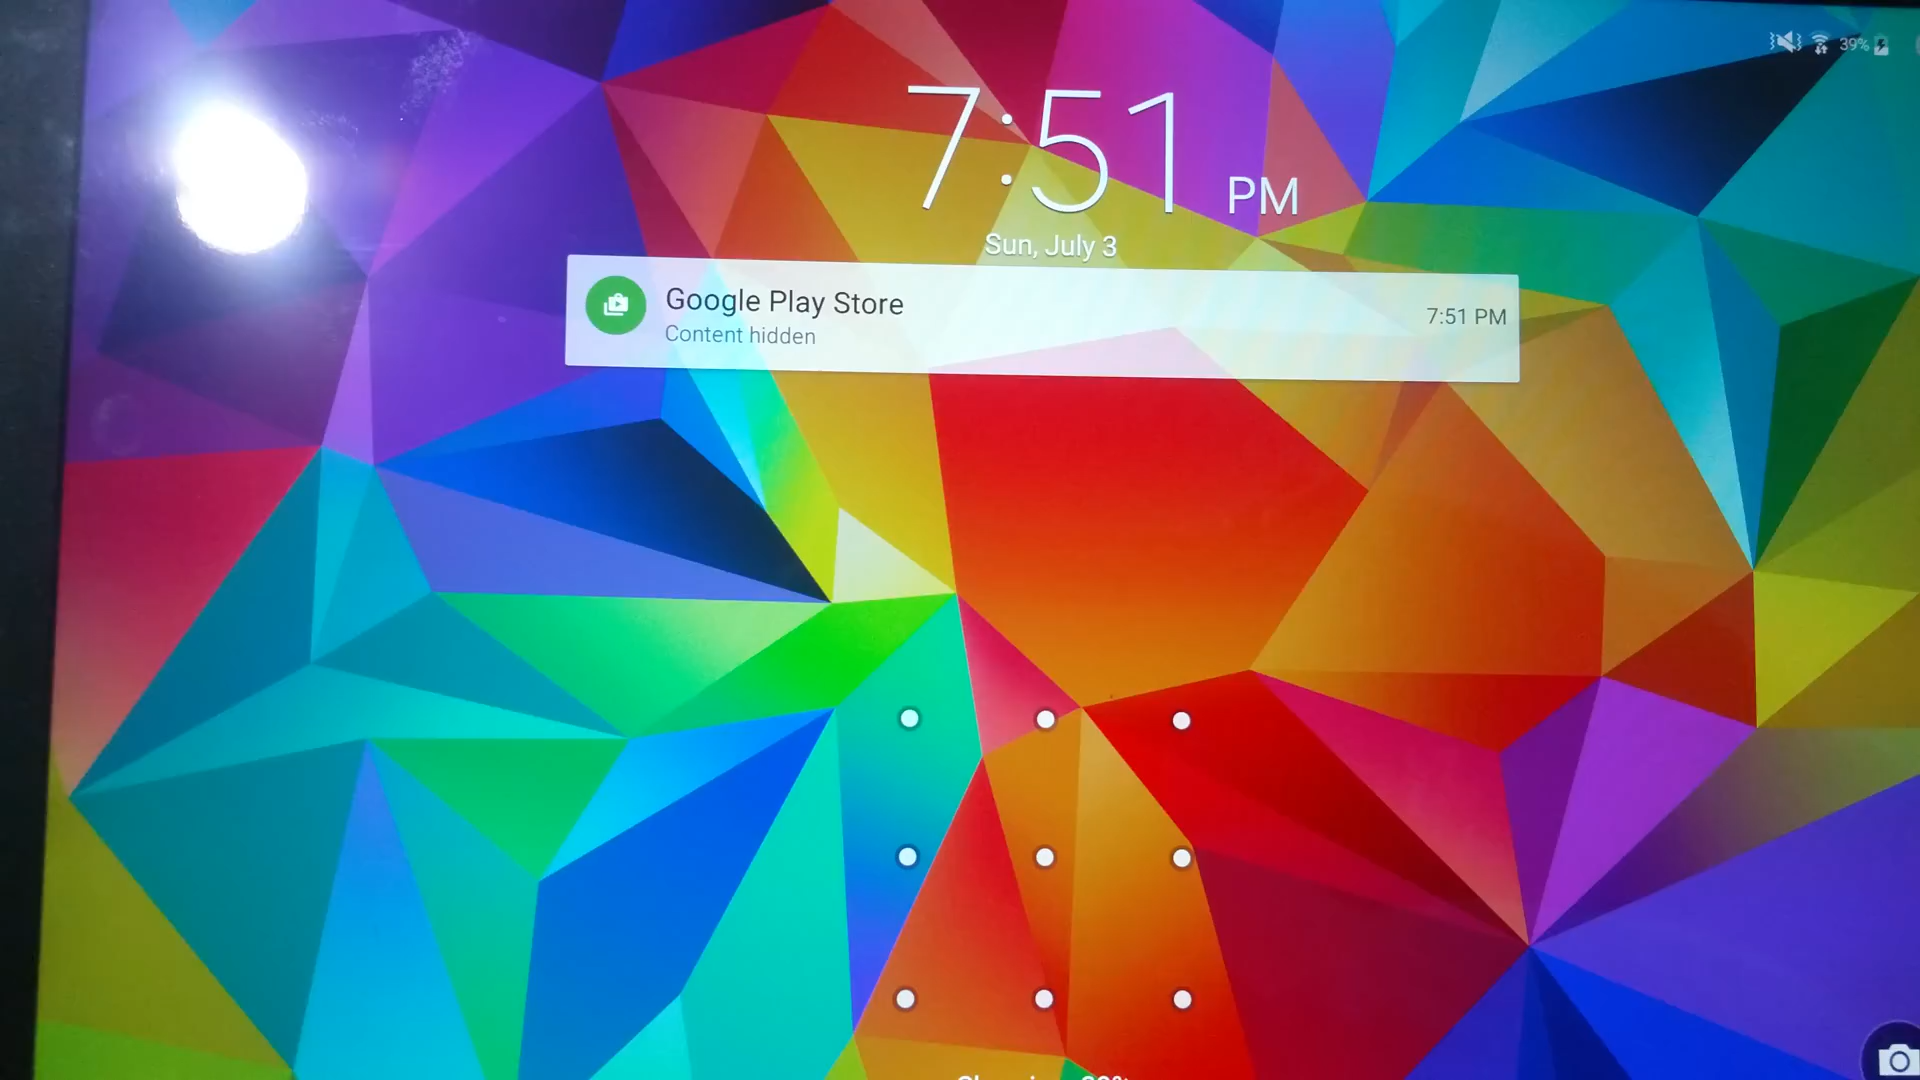 39%
7:51 PM
Sun, July 3
Google Play Store
Content hidden
7:51 PM